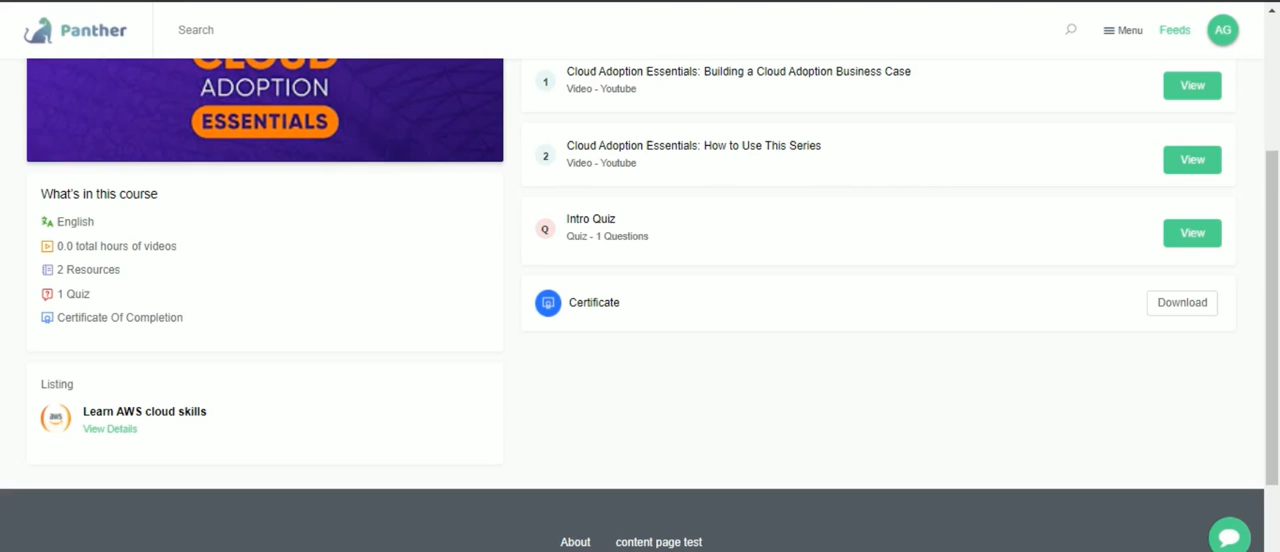 Panther
Search
Menu
Feeds
AG
CLOUD
ADOPTION
ESSENTIALS
What's in this course
English
0.0 total hours of videos
2 Resources
1 Quiz
Certificate Of Completion
Listing
aws
Learn AWS cloud skills
View Details
1
Cloud Adoption Essentials: Building a Cloud Adoption Business Case
Video - Youtube
View
2
Cloud Adoption Essentials: How to Use This Series
Video - Youtube
View
Q
Intro Quiz
Quiz - 1 Questions
View
Certificate
Download
About
content page test